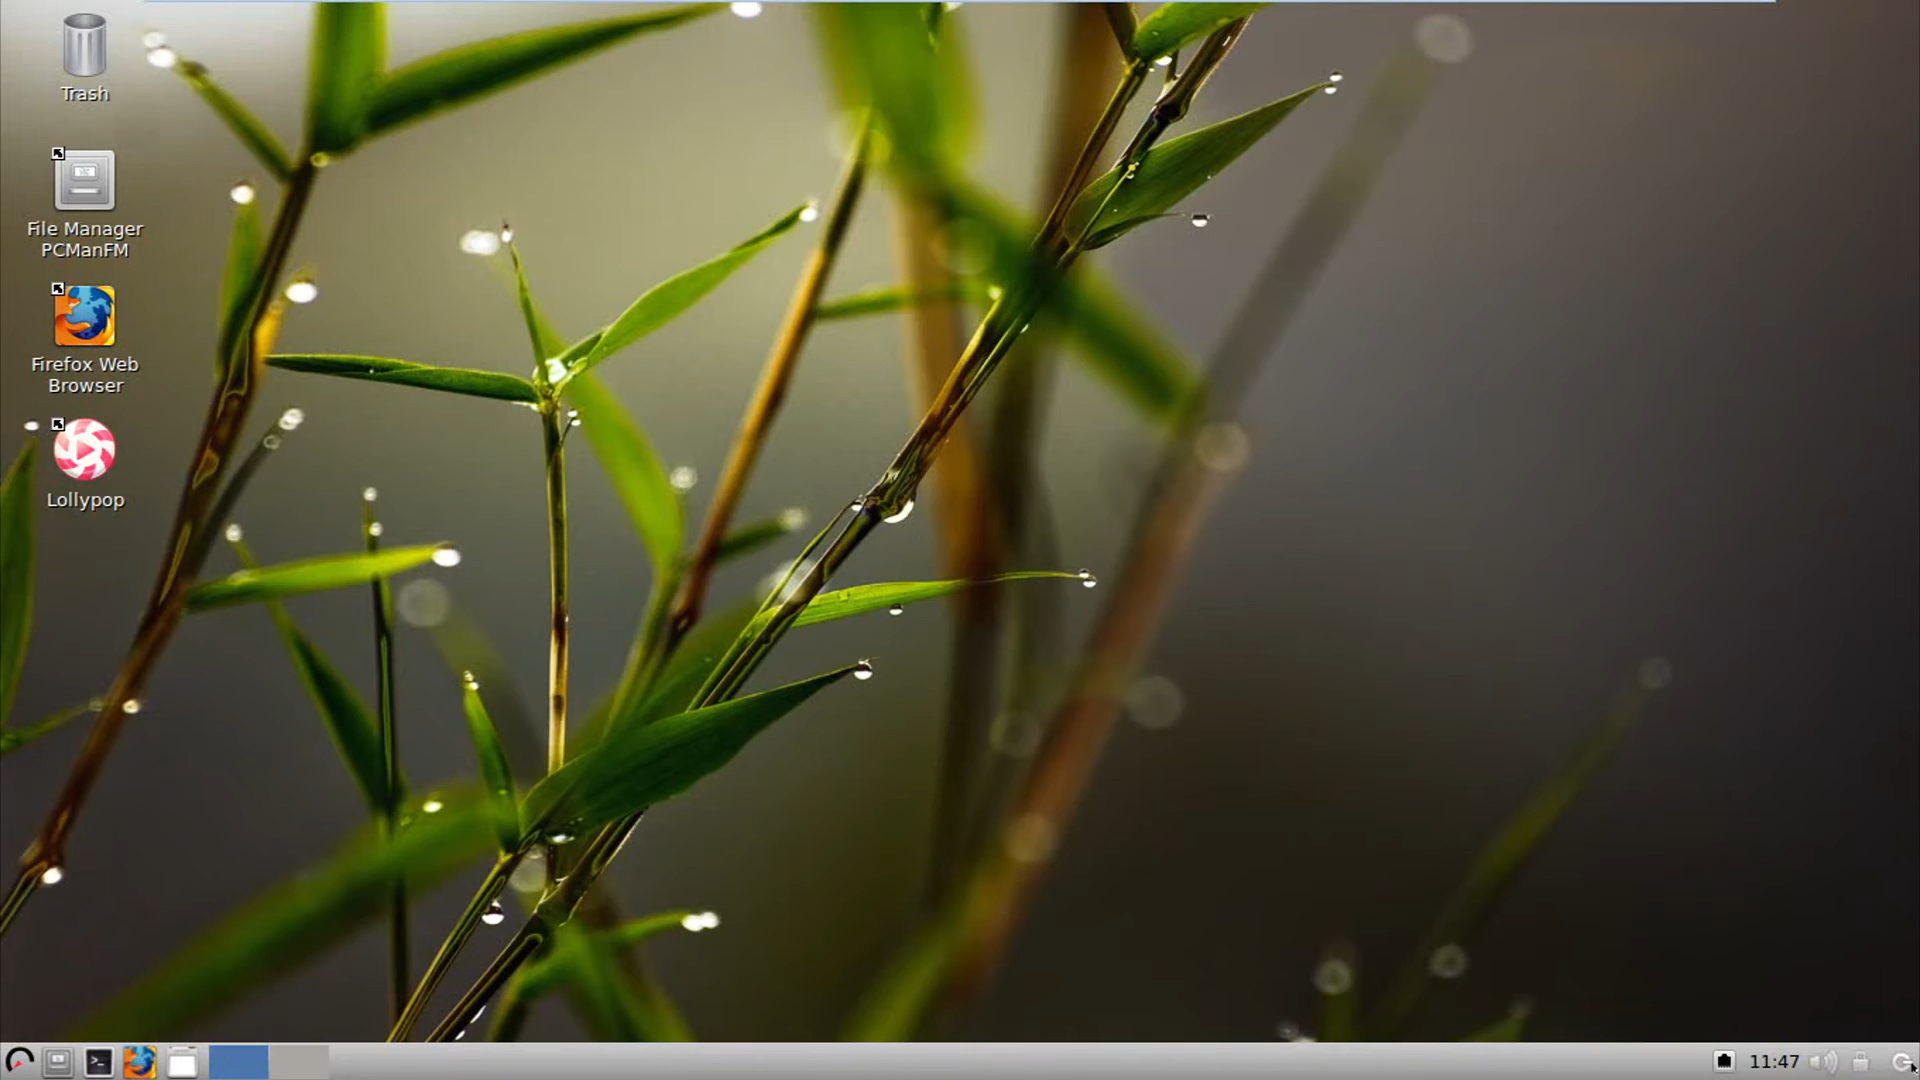 Trash
File Manager
PCManFM
Firefox Web
Browser
Lollypop
11:47